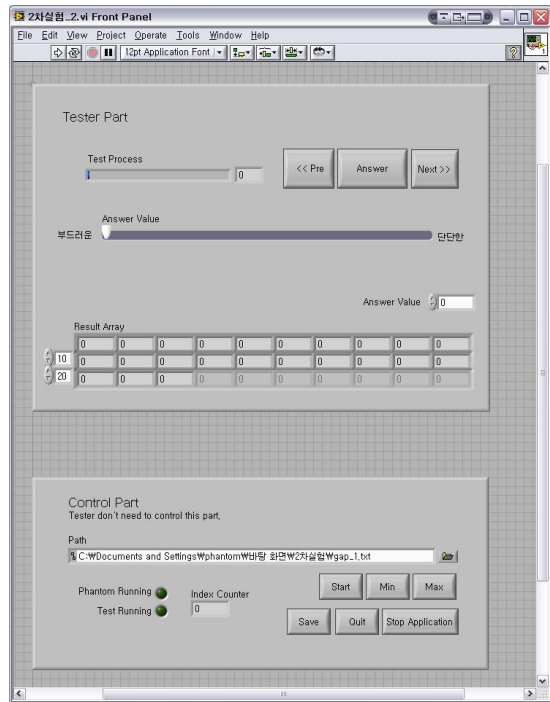 2차실험_2.vi Front Panel
File Edit View Project Operate Tools Window Help
12pt Application Font
Tester Part
Test Process
0
<< Pre
Answer
Next >>
Answer Value
부드러운
단단한
Answer Value
0
Result Array
0 0 0 0 0 0 0 0 0 0
10
0 0 0 0 0 0 0 0 0 0
20
0 0 0 0 0 0 0 0 0 0
Control Part
Tester don't need to control this part,
Path
C:₩Documents and Settings₩phantom₩바탕 화면₩2차실험₩gap_1.txt
Phantom Running
Index Counter
Start Min Max
Test Running
0
Save Quit Stop Application